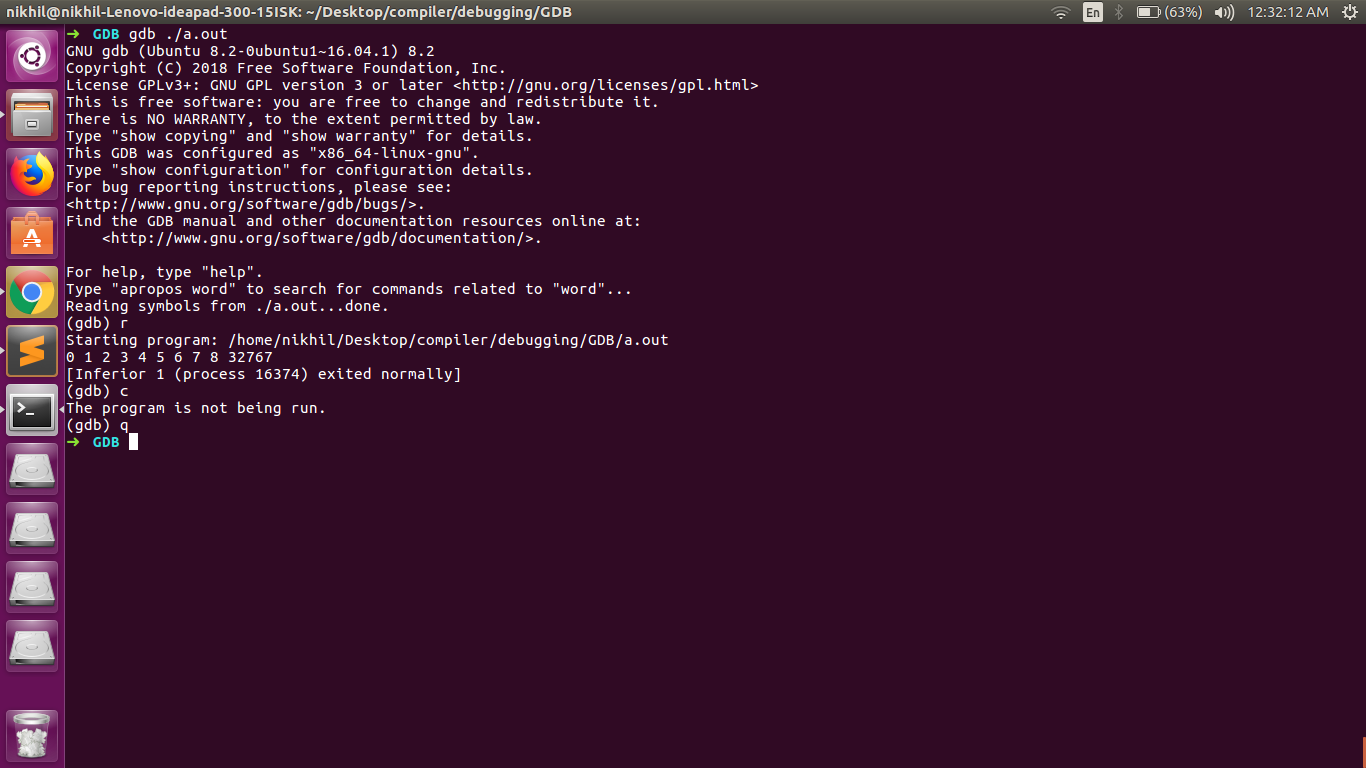 nikhil@nikhil-Lenovo-ideapad-300-15ISK: ~/Desktop/compiler/debugging/GDB
En (63%) 12:32:12 AM
➜  GDB gdb ./a.out
GNU gdb (Ubuntu 8.2-0ubuntu1~16.04.1) 8.2
Copyright (C) 2018 Free Software Foundation, Inc.
License GPLv3+: GNU GPL version 3 or later <http://gnu.org/licenses/gpl.html>
This is free software: you are free to change and redistribute it.
There is NO WARRANTY, to the extent permitted by law.
Type "show copying" and "show warranty" for details.
This GDB was configured as "x86_64-linux-gnu".
Type "show configuration" for configuration details.
For bug reporting instructions, please see:
<http://www.gnu.org/software/gdb/bugs/>.
Find the GDB manual and other documentation resources online at:
    <http://www.gnu.org/software/gdb/documentation/>.

For help, type "help".
Type "apropos word" to search for commands related to "word"...
Reading symbols from ./a.out...done.
(gdb) r
Starting program: /home/nikhil/Desktop/compiler/debugging/GDB/a.out
0 1 2 3 4 5 6 7 8 32767
[Inferior 1 (process 16374) exited normally]
(gdb) c
The program is not being run.
(gdb) q
➜  GDB